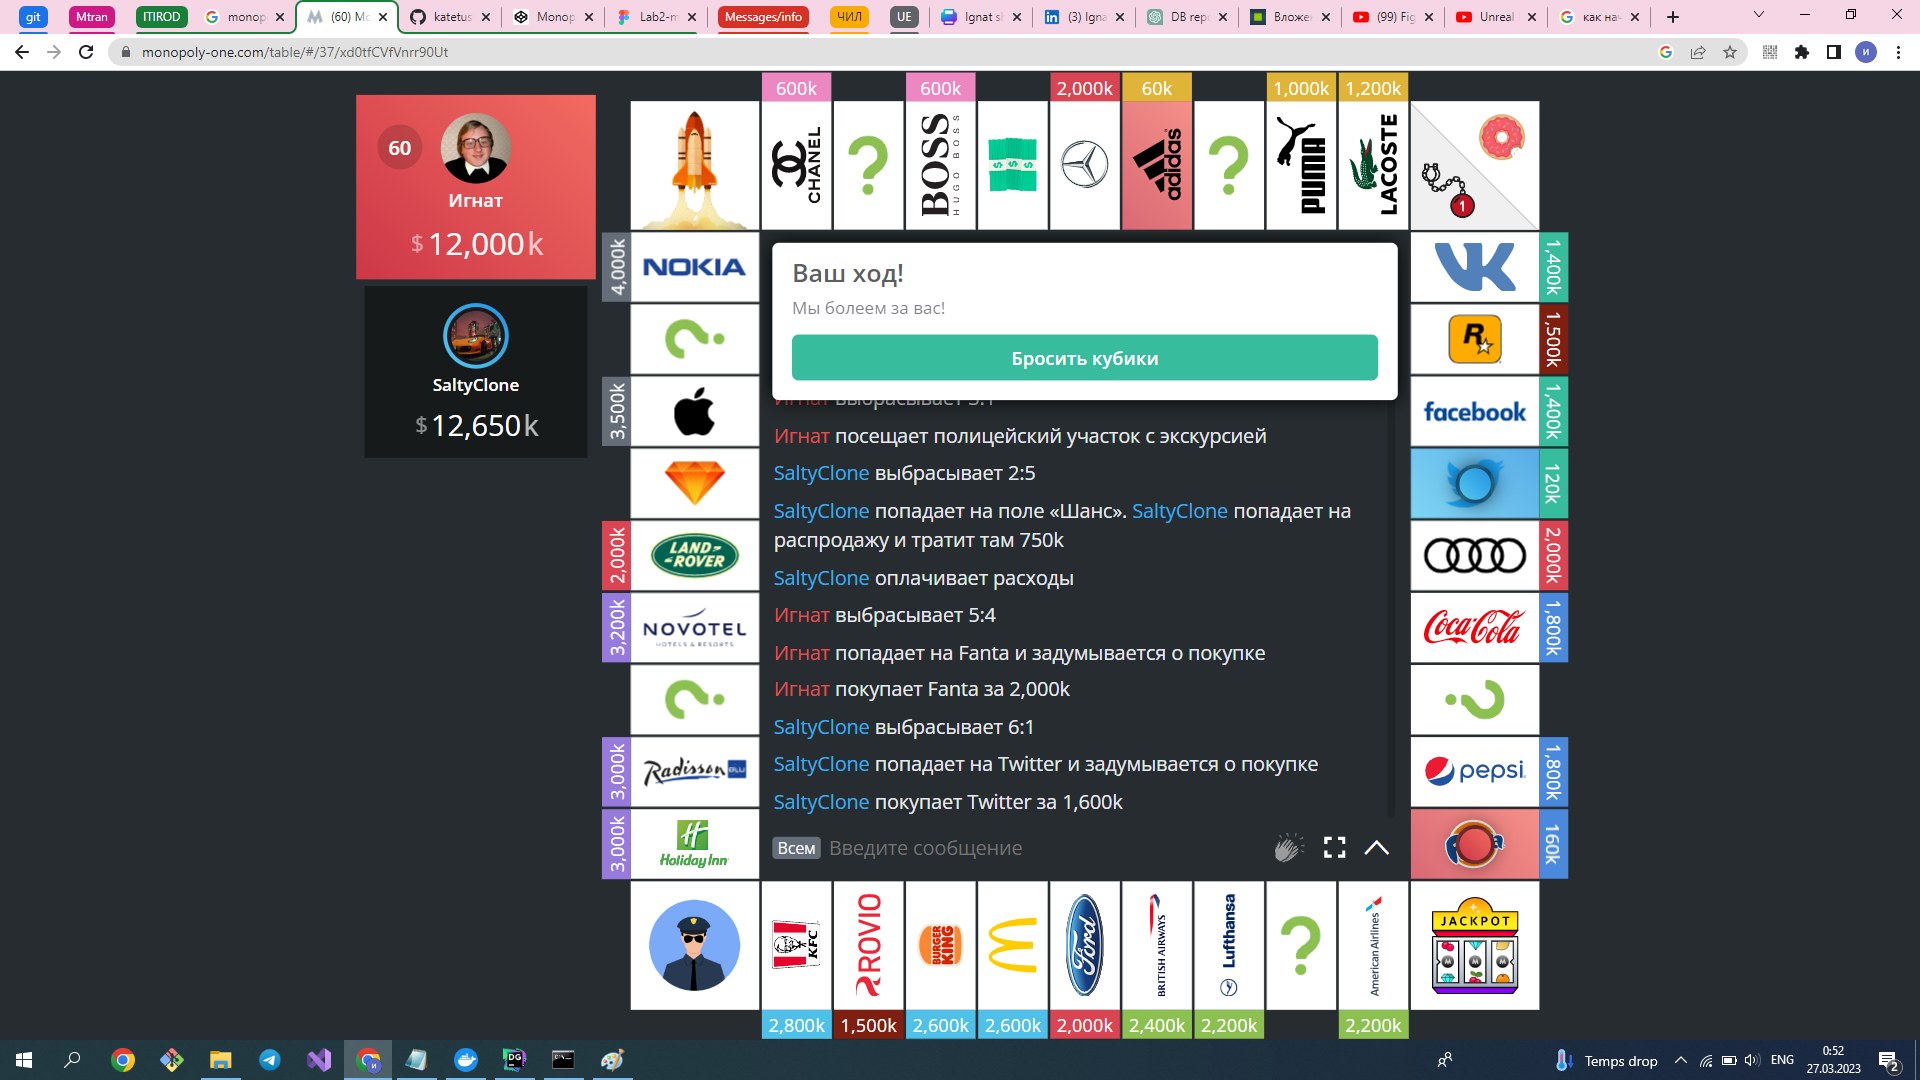 git
Mtran
ITIROD
monop
(60) Mo
katetus
Monop
Lab2-m
Messages/info
ЧИЛ
UE
Ignat sh
(3) Igna
DB repo
Вложе
(99) Fig
Unreal
как нач
monopoly-one.com/table/#/37/xd0tfCVfVnrr90Ut
600k
600k
2,000k
60k
1,000k
1,200k
60
Игнат
$ 12,000k
SaltyClone
$ 12,650k
CHANEL
?
BOSS
HUGO BOSS
adidas
?
PUMA
LACOSTE
1
4,000k
NOKIA
?
3,500k
2,000k
LAND ROVER
3,200k
NOVOTEL
HOTELS & RESORTS
?
3,000k
Radisson BLU
3,000k
Holiday Inn
Ваш ход!
Мы болеем за вас!
Бросить кубики
Игнат выбрасывает 5:1
Игнат посещает полицейский участок с экскурсией
SaltyClone выбрасывает 2:5
SaltyClone попадает на поле «Шанс». SaltyClone попадает на
распродажу и тратит там 750k
SaltyClone оплачивает расходы
Игнат выбрасывает 5:4
Игнат попадает на Fanta и задумывается о покупке
Игнат покупает Fanta за 2,000k
SaltyClone выбрасывает 6:1
SaltyClone попадает на Twitter и задумывается о покупке
SaltyClone покупает Twitter за 1,600k
Всем Введите сообщение
VK
1,400k
R
1,500k
facebook
1,400k
120k
2,000k
Coca-Cola
1,800k
?
pepsi
1,800k
160k
KFC
ROVIO
BURGER KING
Ford
BRITISH AIRWAYS
Lufthansa
?
American Airlines
JACKPOT
2,800k
1,500k
2,600k
2,600k
2,000k
2,400k
2,200k
2,200k
Temps drop
ENG
0:52
27.03.2023
2